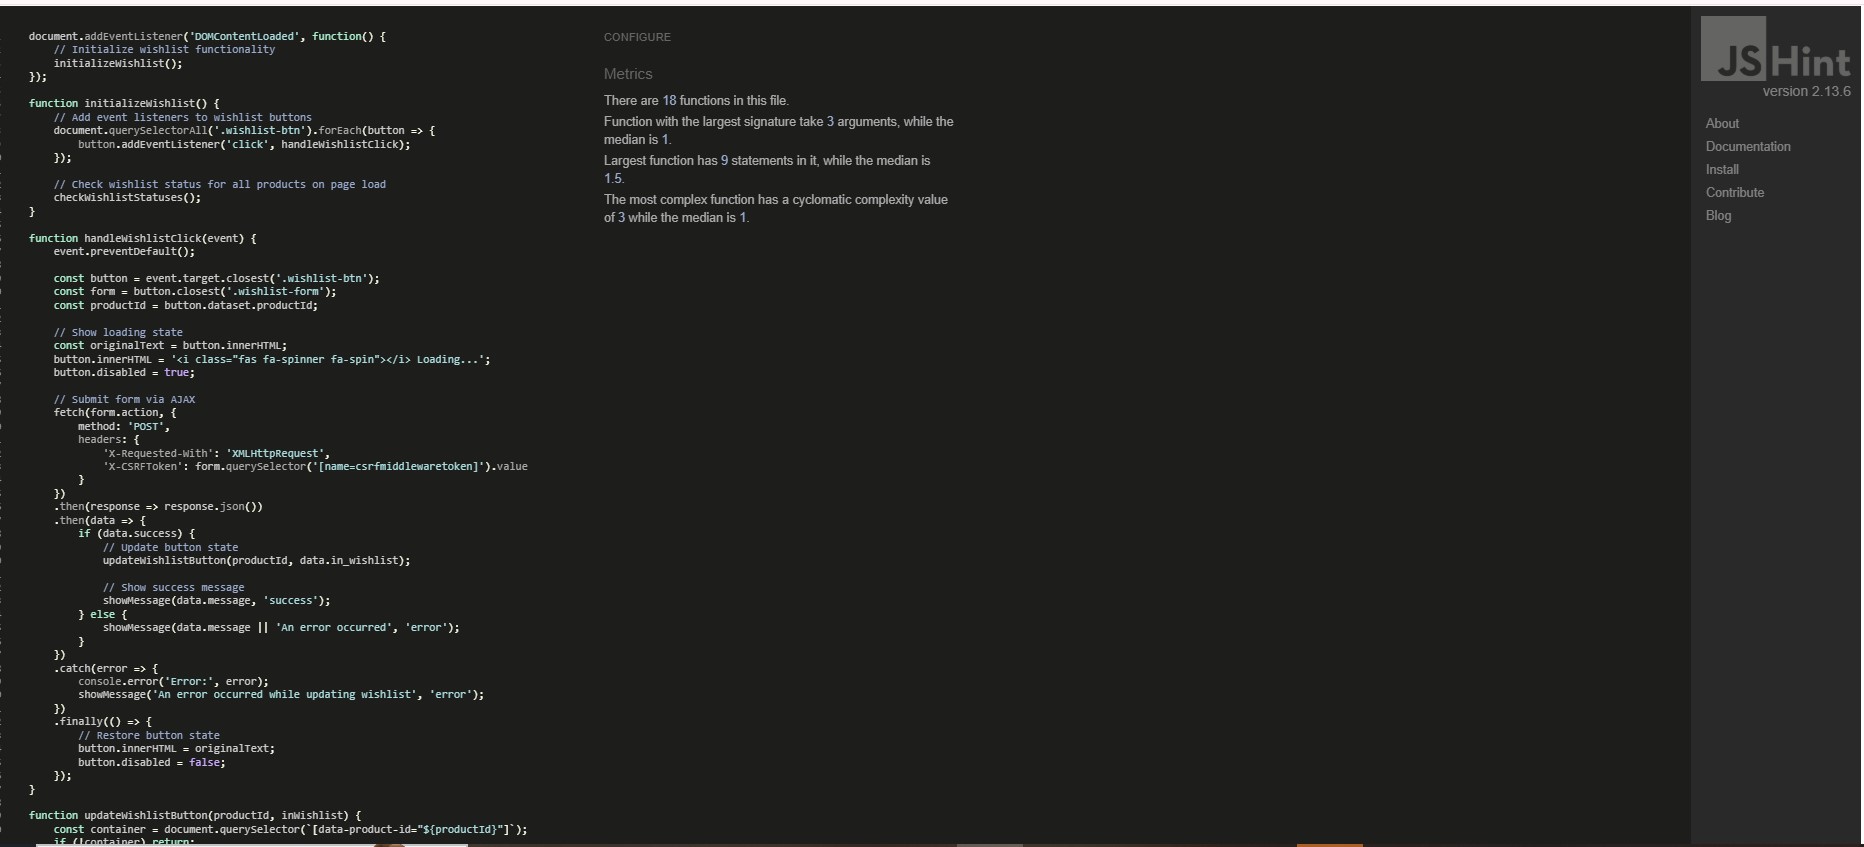 document.addEventListener('DOMContentLoaded', function() {
// Initialize wishlist functionality
initializeWishlist();
});
function initializeWishlist() {
// Add event listeners to wishlist buttons
document.querySelectorAll('.wishlist-btn').forEach(button => {
button.addEventListener('click', handleWishlistClick);
});
// Check wishlist status for all products on page load
checkWishlistStatuses();
}
function handleWishlistClick(event) {
event.preventDefault();
const button = event.target.closest('.wishlist-btn');
const form = button.closest('.wishlist-form');
const productId = button.dataset.productId;
// Show loading state
const originalText = button.innerHTML;
button.innerHTML = '<i class="fas fa-spinner fa-spin"></i> Loading...';
button.disabled = true;
// Submit form via AJAX
fetch(form.action, {
method: 'POST',
headers: {
'X-Requested-With': 'XMLHttpRequest',
'X-CSRFToken': form.querySelector('[name=csrfmiddlewaretoken]').value
}
})
.then(response => response.json())
.then(data => {
if (data.success) {
// Update button state
updateWishlistButton(productId, data.in_wishlist);
// Show success message
showMessage(data.message, 'success');
} else {
showMessage(data.message || 'An error occurred', 'error');
}
})
.catch(error => {
console.error('Error:', error);
showMessage('An error occurred while updating wishlist', 'error');
})
.finally(() => {
// Restore button state
button.innerHTML = originalText;
button.disabled = false;
});
}
function updateWishlistButton(productId, inWishlist) {
const container = document.querySelector(`[data-product-id="${productId}"]`);
if (!container) return;
CONFIGURE
Metrics
There are 18 functions in this file.
Function with the largest signature take 3 arguments, while the
median is 1.
Largest function has 9 statements in it, while the median is
1.5.
The most complex function has a cyclomatic complexity value
of 3 while the median is 1.
JSHint
version 2.13.6
About
Documentation
Install
Contribute
Blog